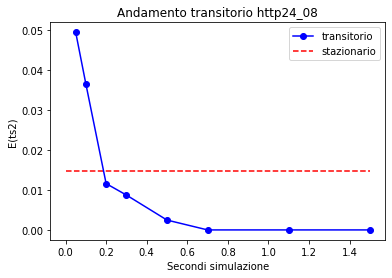 Andamento transitorio http24_08
transitorio
stazionario
E(ts2)
0.05
0.04
0.03
0.02
0.01
0.00
0.0 0.2 0.4 0.6 0.8 1.0 1.2 1.4
Secondi simulazione